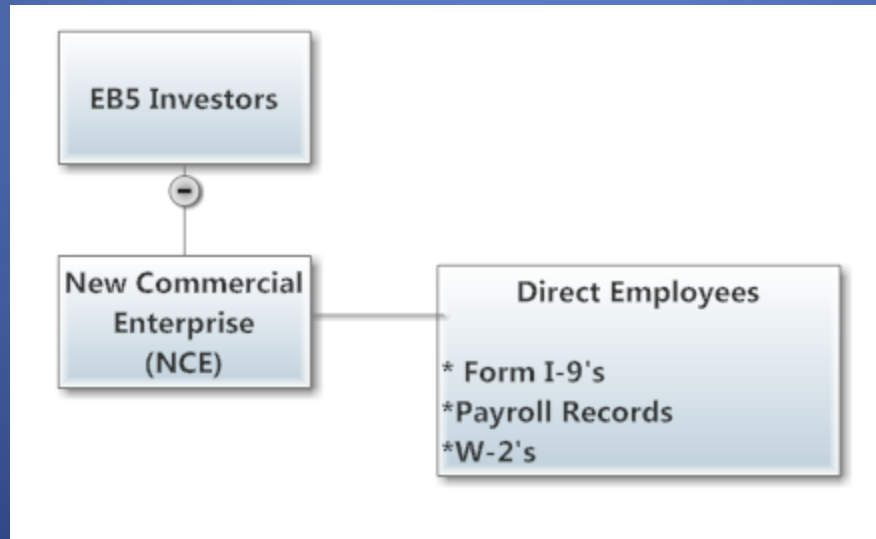 EB5 Investors
New Commercial
Enterprise
(NCE)
Direct Employees
* Form I-9's
*Payroll Records
*W-2's